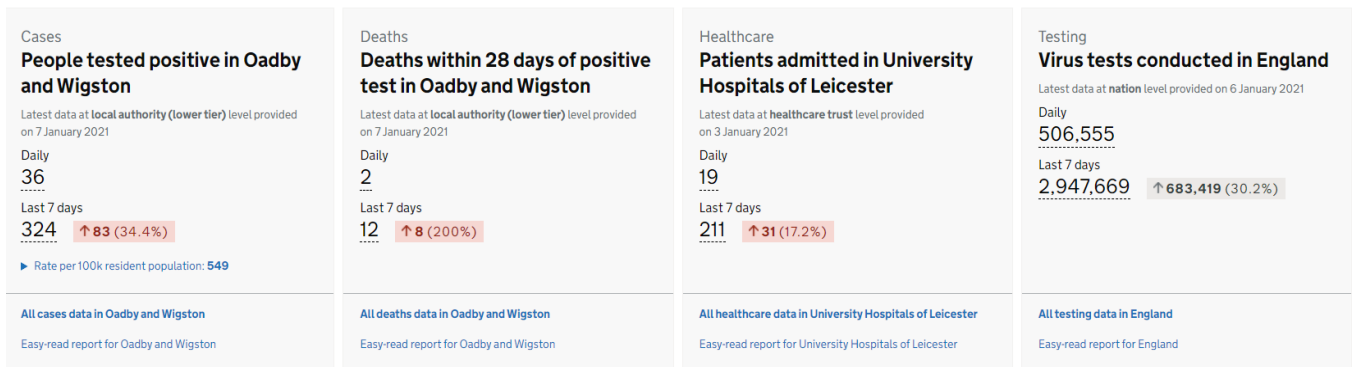 Cases
People tested positive in Oadby
and Wigston
Latest data at local authority (lower tier) level provided
on 7 January 2021
Daily
36
Last 7 days
324 ↑83 (34.4%)
▶ Rate per 100k resident population: 549
All cases data in Oadby and Wigston
Easy-read report for Oadby and Wigston
Deaths
Deaths within 28 days of positive
test in Oadby and Wigston
Latest data at local authority (lower tier) level provided
on 7 January 2021
Daily
2
Last 7 days
12 ↑8 (200%)
All deaths data in Oadby and Wigston
Easy-read report for Oadby and Wigston
Healthcare
Patients admitted in University
Hospitals of Leicester
Latest data at healthcare trust level provided
on 3 January 2021
Daily
19
Last 7 days
211 ↑31 (17.2%)
All healthcare data in University Hospitals of Leicester
Easy-read report for University Hospitals of Leicester
Testing
Virus tests conducted in England
Latest data at nation level provided on 6 January 2021
Daily
506,555
Last 7 days
2,947,669 ↑683,419 (30.2%)
All testing data in England
Easy-read report for England